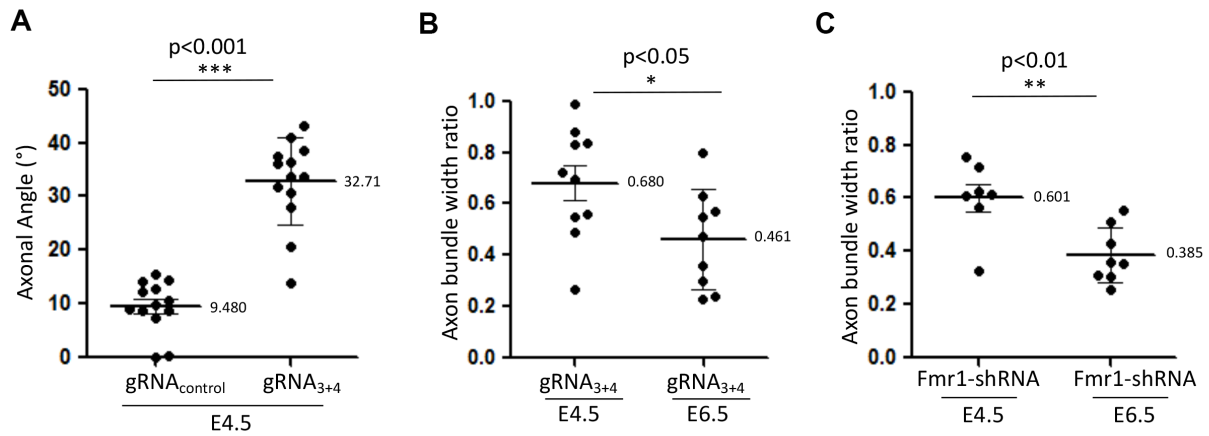 A
p<0.001
***
Axonal Angle (°)
50
40
30
20
10
0
32.71
9.480
gRNAcontrol
gRNA3+4
E4.5
B
p<0.05
*
Axon bundle width ratio
1.0
0.8
0.6
0.4
0.2
0.0
0.680
0.461
gRNA3+4
gRNA3+4
E4.5
E6.5
C
p<0.01
**
Axon bundle width ratio
1.0
0.8
0.6
0.4
0.2
0.0
0.601
0.385
Fmr1-shRNA
Fmr1-shRNA
E4.5
E6.5